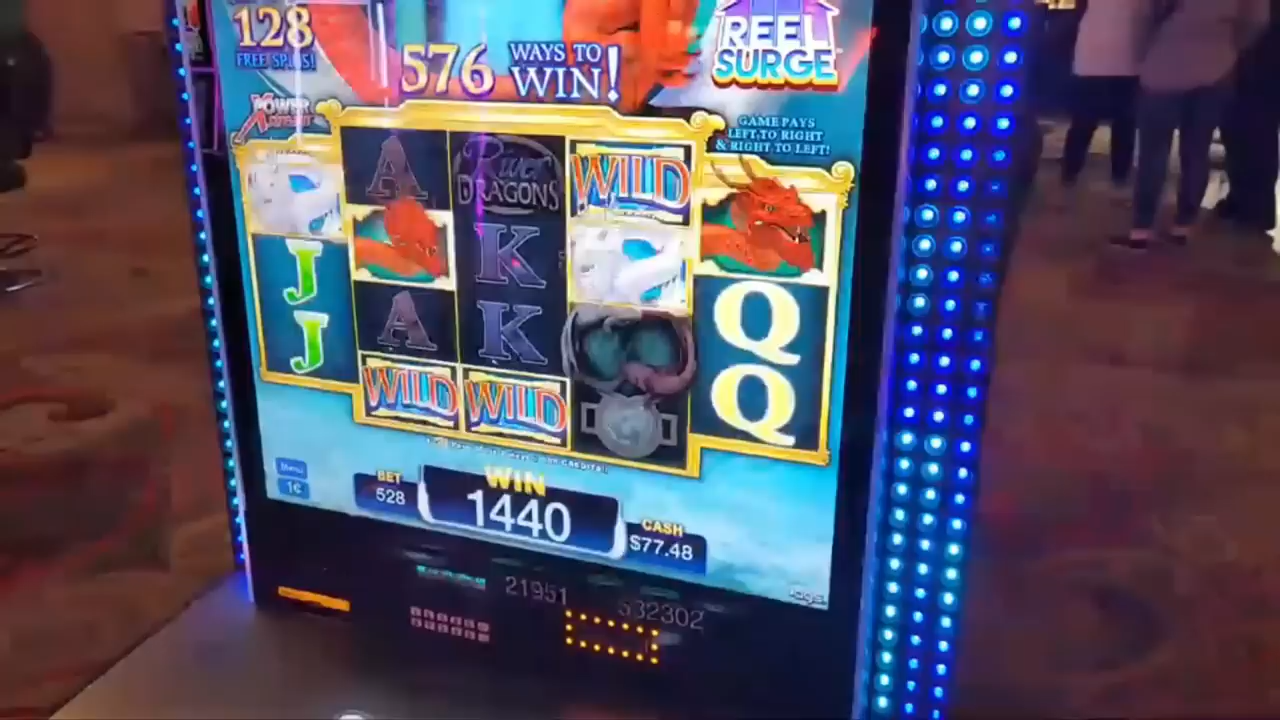 128
FREE SPINS!
576 WAYS TO WIN!
REEL SURGE
POWER
GAME PAYS
LEFT TO RIGHT
& RIGHT TO LEFT!
A
River DRAGONS
WILD
J
K
J
A
K
Q
Q
WILD
WILD
Menu
1¢
BET
528
WIN
1440
CASH
$77.48
21951
532302